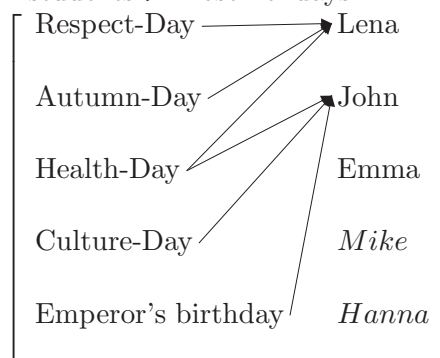 Respect-Day Lena
Autumn-Day John
Health-Day Emma
Culture-Day Mike
Emperor's birthday Hanna